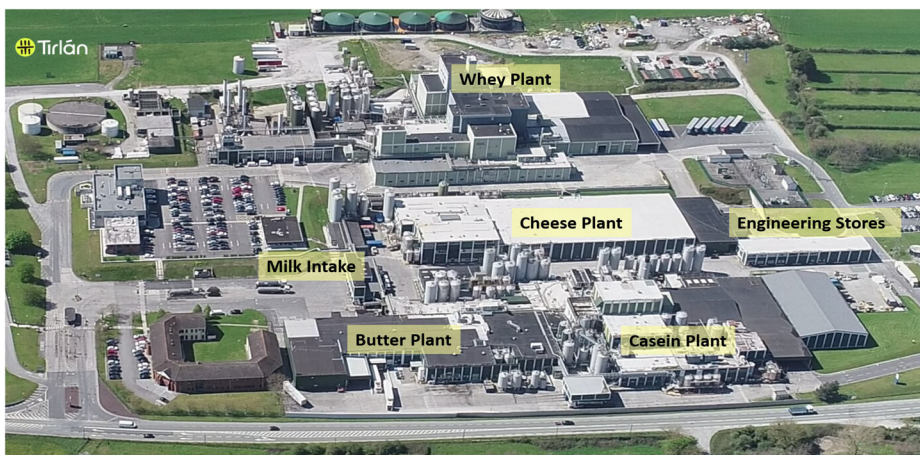 Tirlán
Whey Plant
Cheese Plant
Engineering Stores
Milk Intake
Butter Plant
Casein Plant